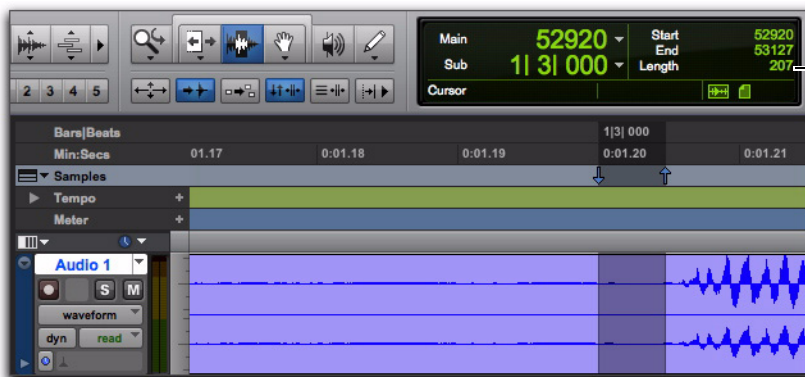 Main 52920 Start 52920
End 53127
Sub 1| 3| 000 Length 207
Cursor
2 3 4 5
Bars|Beats 1|3| 000
Min:Secs 01.17 0:01.18 0:01.19 0:01.20 0:01.21
Samples
Tempo +
Meter +
Audio 1
S M
waveform
dyn read